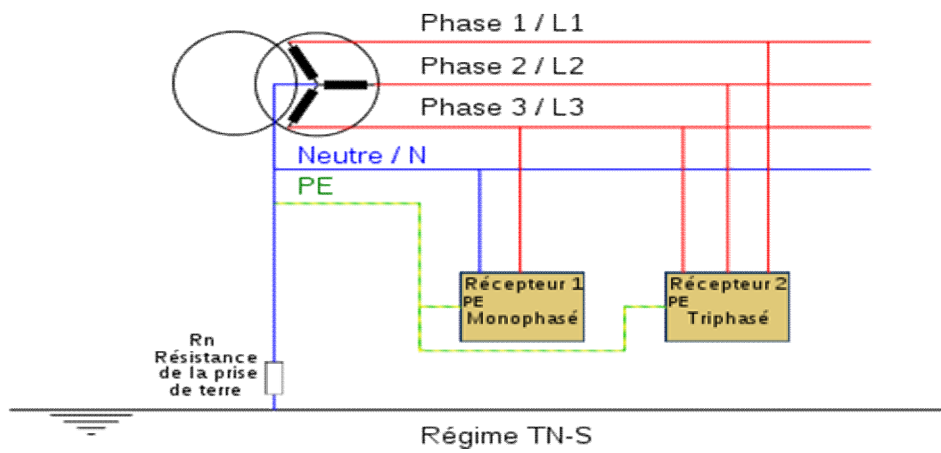 Phase 1 / L1
Phase 2 / L2
Phase 3 / L3
Neutre / N
PE
Récepteur 1
PE
Monophasé
Récepteur 2
PE
Triphasé
Rn
Résistance
de la prise
de terre
Régime TN-S